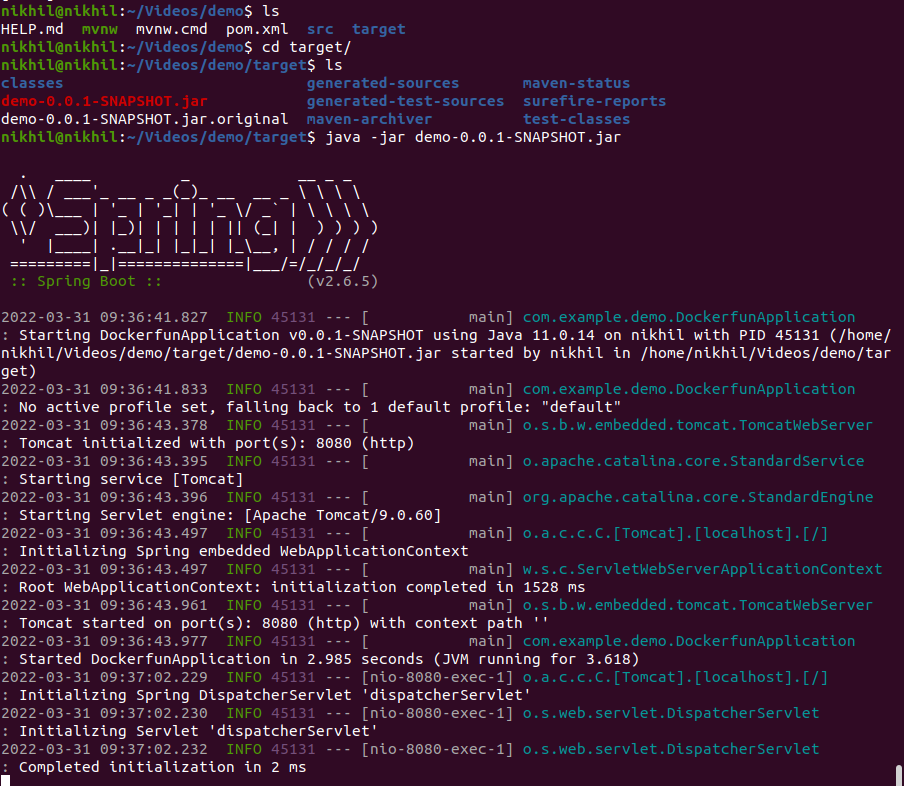 nikhil@nikhil:~/Videos/demo$ ls
HELP.md  mvnw  mvnw.cmd  pom.xml  src  target
nikhil@nikhil:~/Videos/demo$ cd target/
nikhil@nikhil:~/Videos/demo/target$ ls
classes                           generated-sources       maven-status
demo-0.0.1-SNAPSHOT.jar           generated-test-sources  surefire-reports
demo-0.0.1-SNAPSHOT.jar.original  maven-archiver          test-classes
nikhil@nikhil:~/Videos/demo/target$ java -jar demo-0.0.1-SNAPSHOT.jar
  .   ____          _            __ _ _
 /\\ / ___'_ __ _ _(_)_ __  __ _ \ \ \ \
( ( )\___ | '_ | '_| | '_ \/ _` | \ \ \ \
 \\/  ___)| |_)| | | | | || (_| |  ) ) ) )
  '  |____| .__|_| |_|_| |_\__, | / / / /
 =========|_|==============|___/=/_/_/_/
 :: Spring Boot ::                (v2.6.5)
2022-03-31 09:36:41.827  INFO 45131 --- [           main] com.example.demo.DockerfunApplication
: Starting DockerfunApplication v0.0.1-SNAPSHOT using Java 11.0.14 on nikhil with PID 45131 (/home/
nikhil/Videos/demo/target/demo-0.0.1-SNAPSHOT.jar started by nikhil in /home/nikhil/Videos/demo/tar
get)
2022-03-31 09:36:41.833  INFO 45131 --- [           main] com.example.demo.DockerfunApplication
: No active profile set, falling back to 1 default profile: "default"
2022-03-31 09:36:43.378  INFO 45131 --- [           main] o.s.b.w.embedded.tomcat.TomcatWebServer
: Tomcat initialized with port(s): 8080 (http)
2022-03-31 09:36:43.395  INFO 45131 --- [           main] o.apache.catalina.core.StandardService
: Starting service [Tomcat]
2022-03-31 09:36:43.396  INFO 45131 --- [           main] org.apache.catalina.core.StandardEngine
: Starting Servlet engine: [Apache Tomcat/9.0.60]
2022-03-31 09:36:43.497  INFO 45131 --- [           main] o.a.c.c.C.[Tomcat].[localhost].[/]
: Initializing Spring embedded WebApplicationContext
2022-03-31 09:36:43.497  INFO 45131 --- [           main] w.s.c.ServletWebServerApplicationContext
: Root WebApplicationContext: initialization completed in 1528 ms
2022-03-31 09:36:43.961  INFO 45131 --- [           main] o.s.b.w.embedded.tomcat.TomcatWebServer
: Tomcat started on port(s): 8080 (http) with context path ''
2022-03-31 09:36:43.977  INFO 45131 --- [           main] com.example.demo.DockerfunApplication
: Started DockerfunApplication in 2.985 seconds (JVM running for 3.618)
2022-03-31 09:37:02.229  INFO 45131 --- [nio-8080-exec-1] o.a.c.c.C.[Tomcat].[localhost].[/]
: Initializing Spring DispatcherServlet 'dispatcherServlet'
2022-03-31 09:37:02.230  INFO 45131 --- [nio-8080-exec-1] o.s.web.servlet.DispatcherServlet
: Initializing Servlet 'dispatcherServlet'
2022-03-31 09:37:02.232  INFO 45131 --- [nio-8080-exec-1] o.s.web.servlet.DispatcherServlet
: Completed initialization in 2 ms